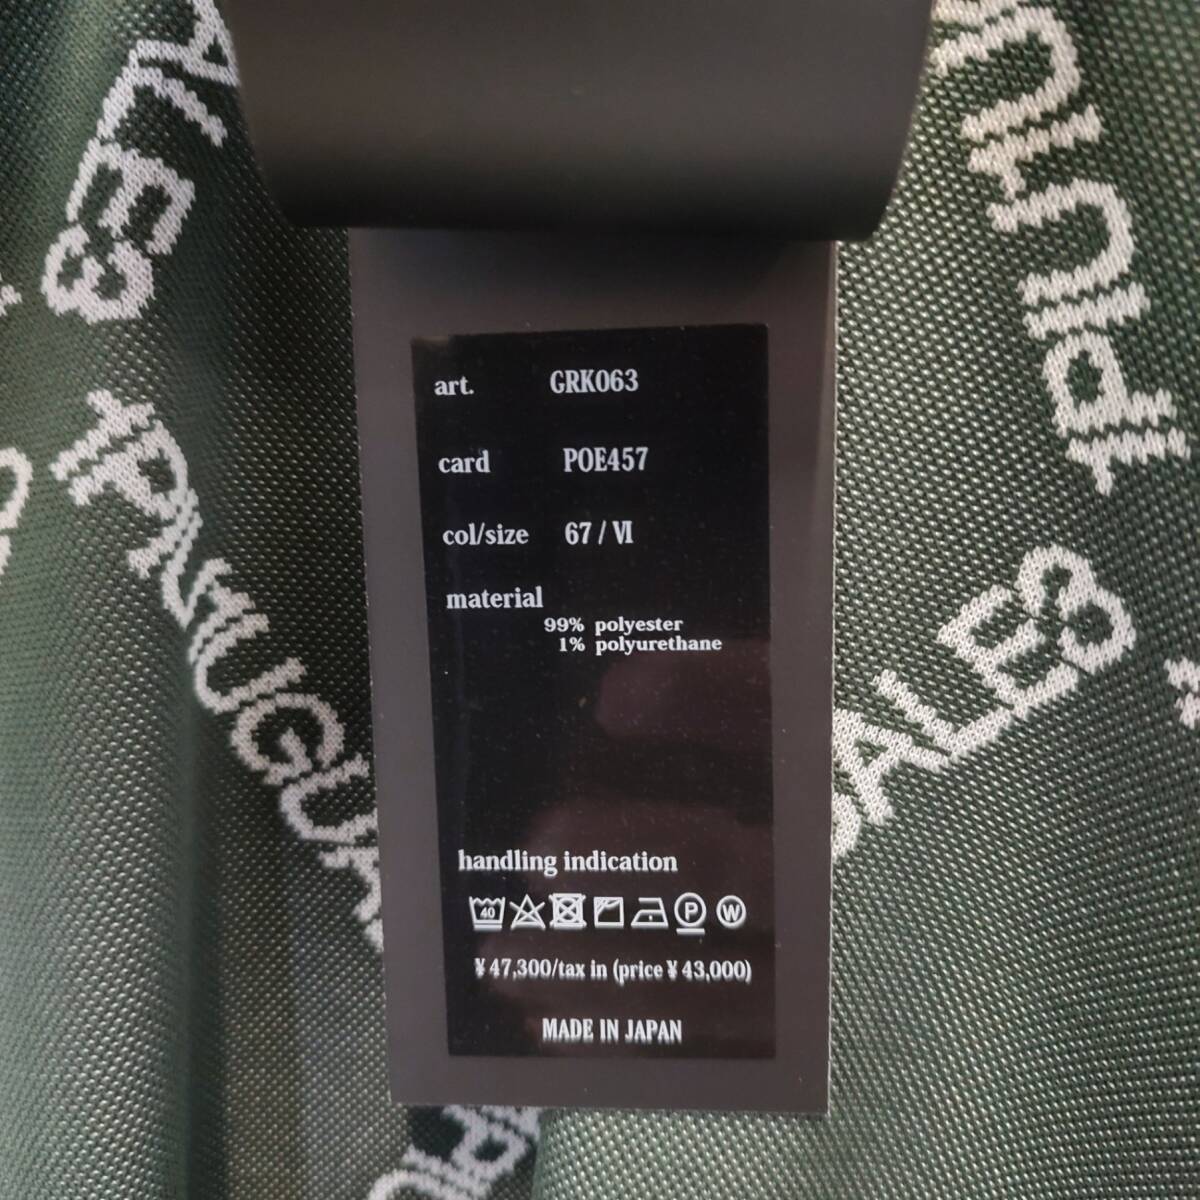 art. GRK063
card POE457
col/size 67 / VI
material
99% polyester
1% polyurethane
handling indication
40 P W
¥ 47,300/tax in (price ¥ 43,000)
MADE IN JAPAN